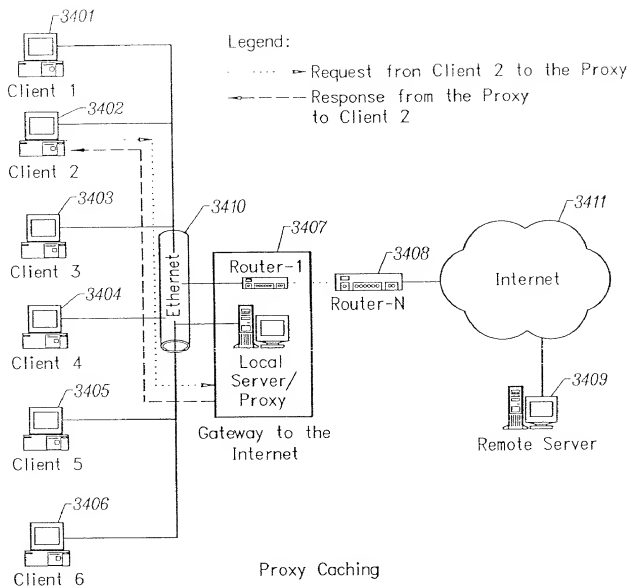 3401
Client 1
3402
Client 2
3403
Client 3
3404
Client 4
3405
Client 5
3406
Client 6
Legend:
Request fron Client 2 to the Proxy
Response from the Proxy
to Client 2
3410
Ethernet
3407
Router-1
Local
Server/
Proxy
Gateway to the
Internet
3408
Router-N
3411
Internet
3409
Remote Server
Proxy Caching